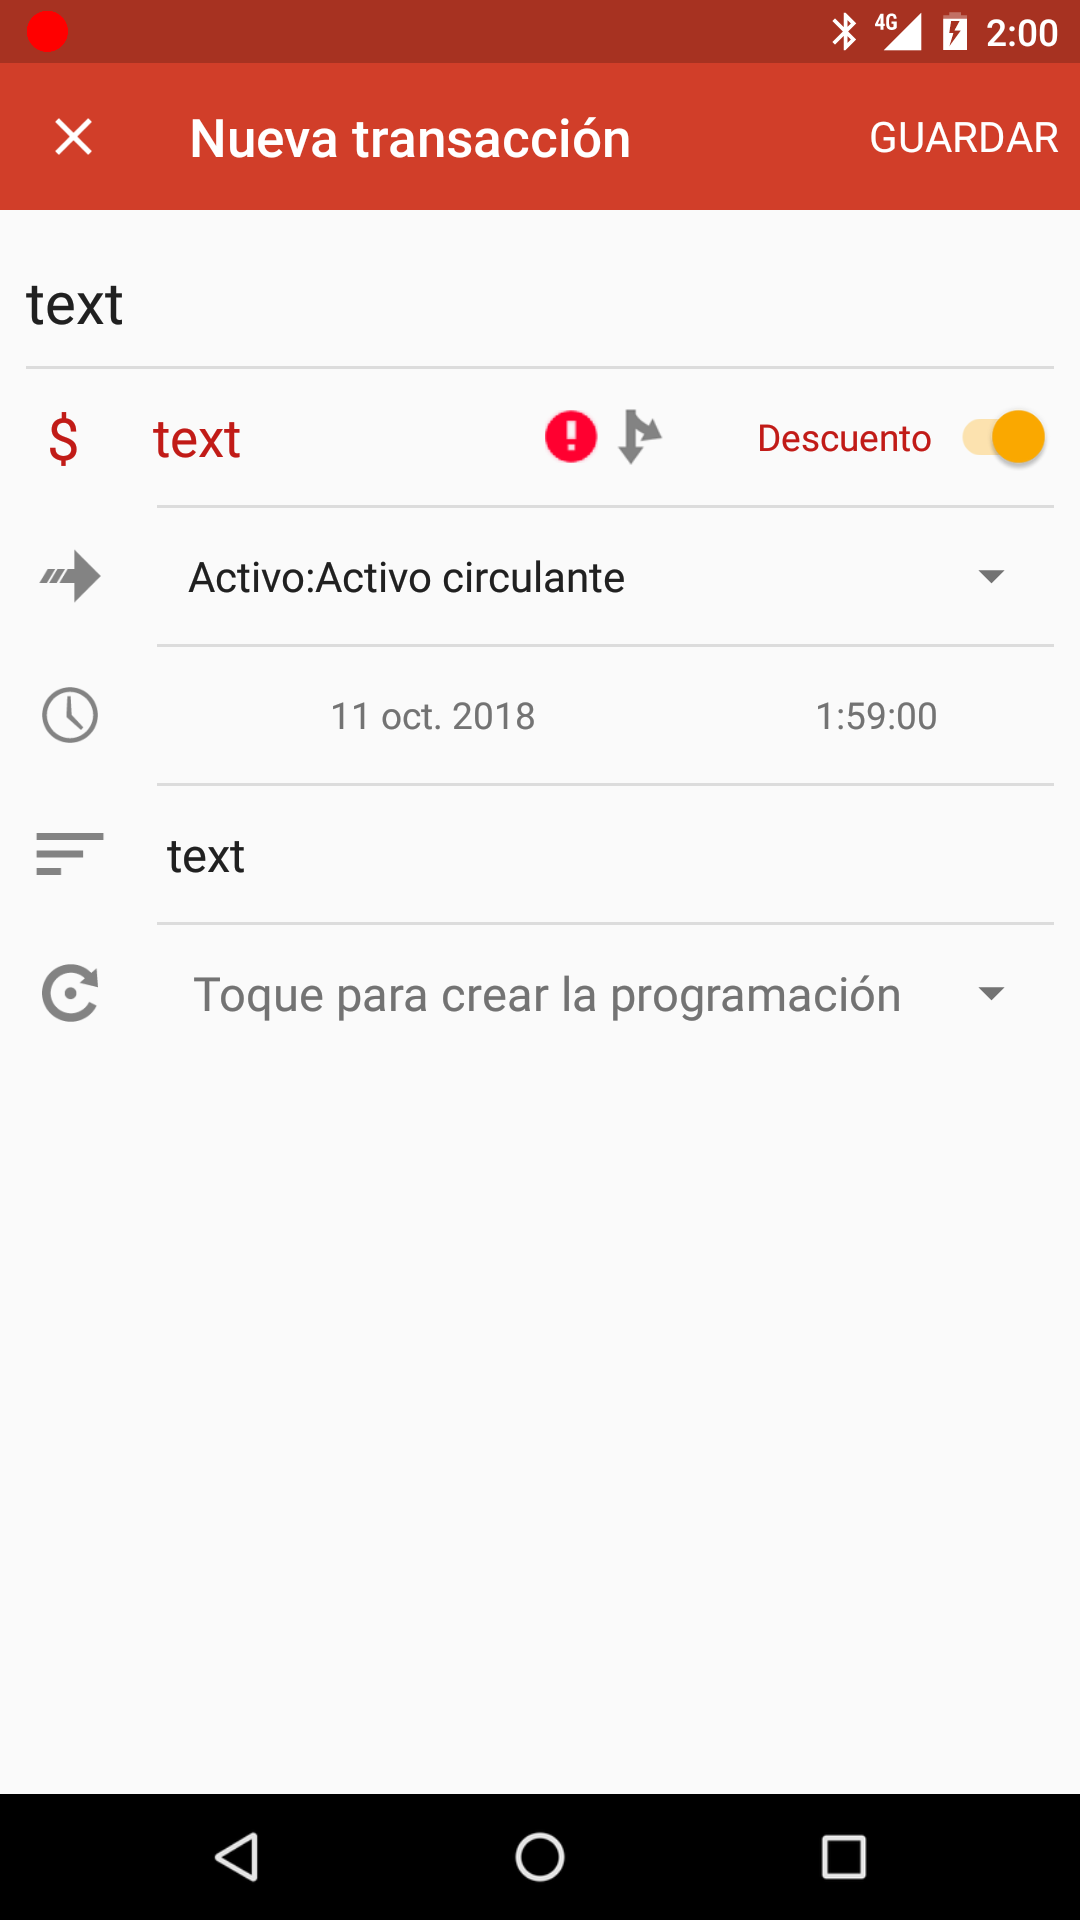 4G 2:00
Nueva transacción GUARDAR
text
$ text Descuento
Activo:Activo circulante
11 oct. 2018 1:59:00
text
Toque para crear la programación